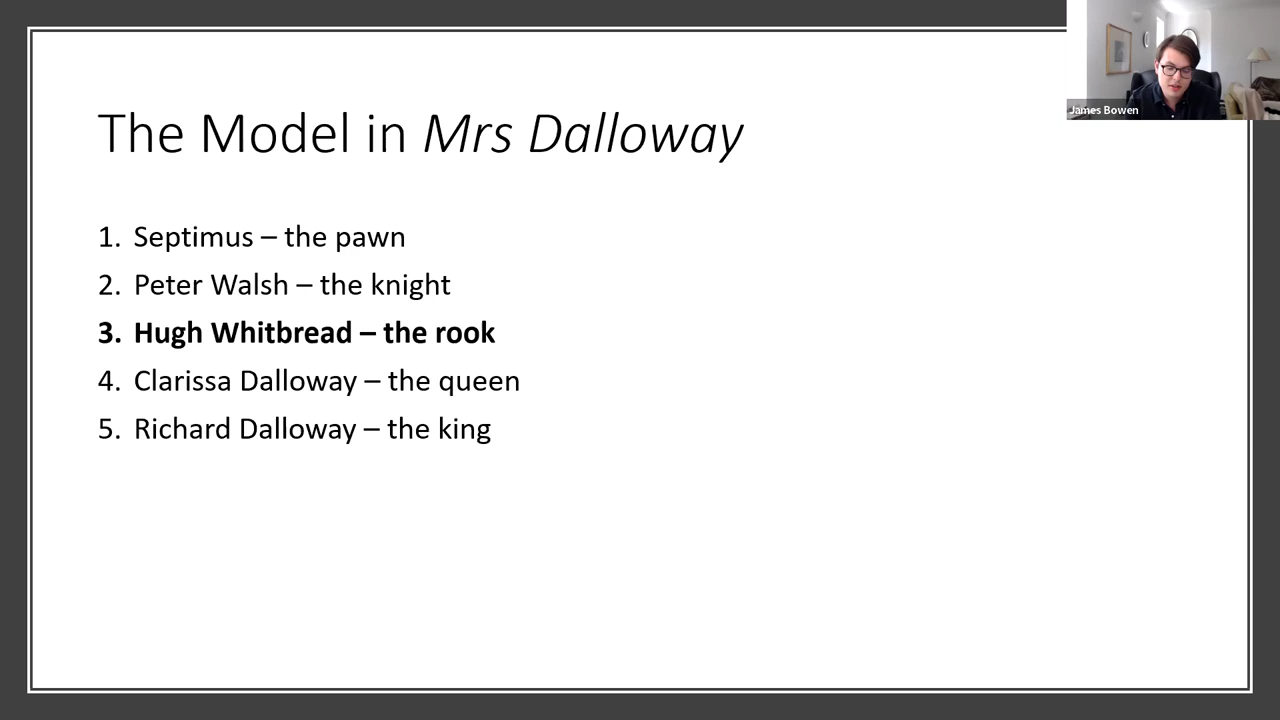 The Model in Mrs Dalloway
James Bowen
1. Septimus – the pawn
2. Peter Walsh – the knight
3. Hugh Whitbread – the rook
4. Clarissa Dalloway – the queen
5. Richard Dalloway – the king